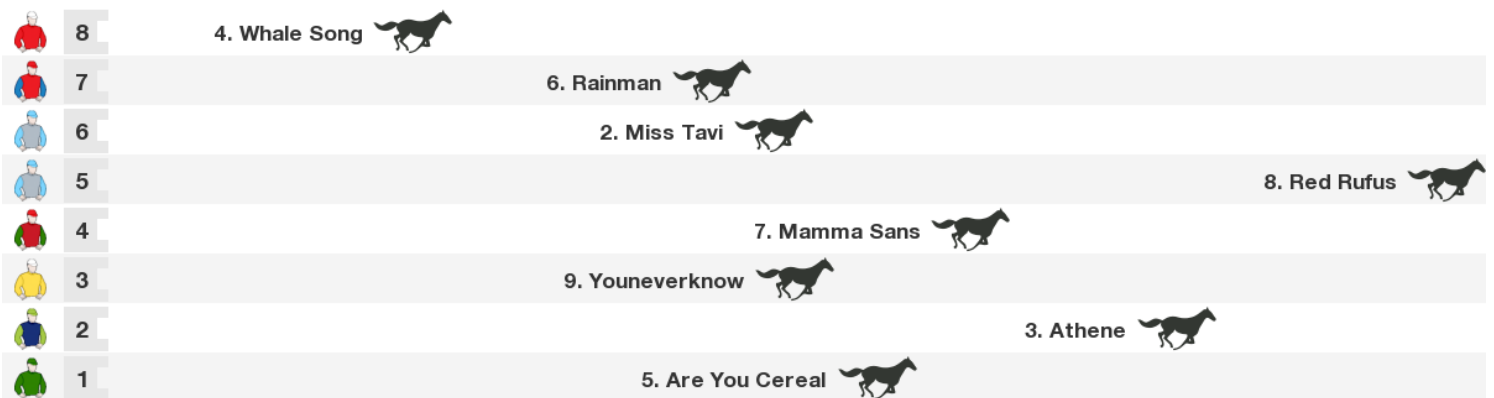 8 4. Whale Song
7 6. Rainman
6 2. Miss Tavi
5 8. Red Rufus
4 7. Mamma Sans
3 9. Youneverknow
2 3. Athene
1 5. Are You Cereal